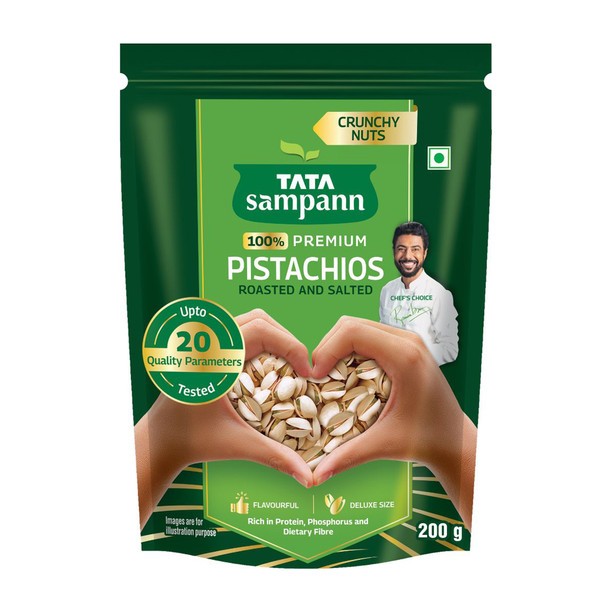 CRUNCHY
NUTS
TATA
sampann
100% PREMIUM
PISTACHIOS
ROASTED AND SALTED
CHEF'S CHOICE
Upto
20
Quality Parameters
Tested
FLAVOURFUL
DELUXE SIZE
Rich in Protein, Phosphorus and
Dietary Fibre
Images are for
illustration purpose
200 g